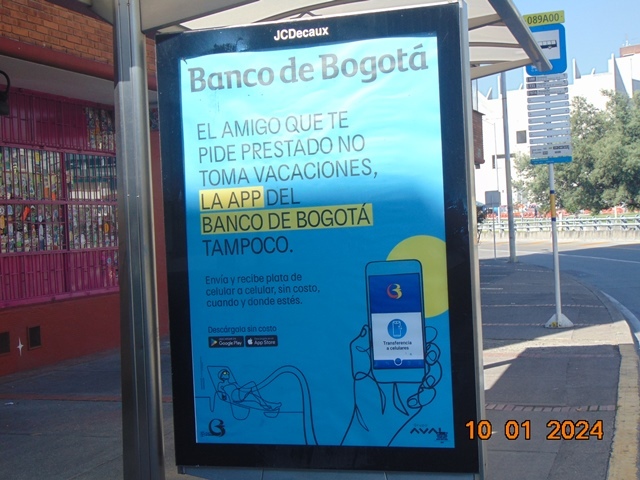 JCDecaux
Banco de Bogotá
EL AMIGO QUE TE
PIDE PRESTADO NO
TOMA VACACIONES,
LA APP DEL
BANCO DE BOGOTÁ
TAMPOCO.
Envía y recibe plata de
celular a celular, sin costo,
cuando y donde estés.
Descárgala sin costo
Google Play
App Store
Transferencia
a celulares
AVAL
089A00
10 01 2024